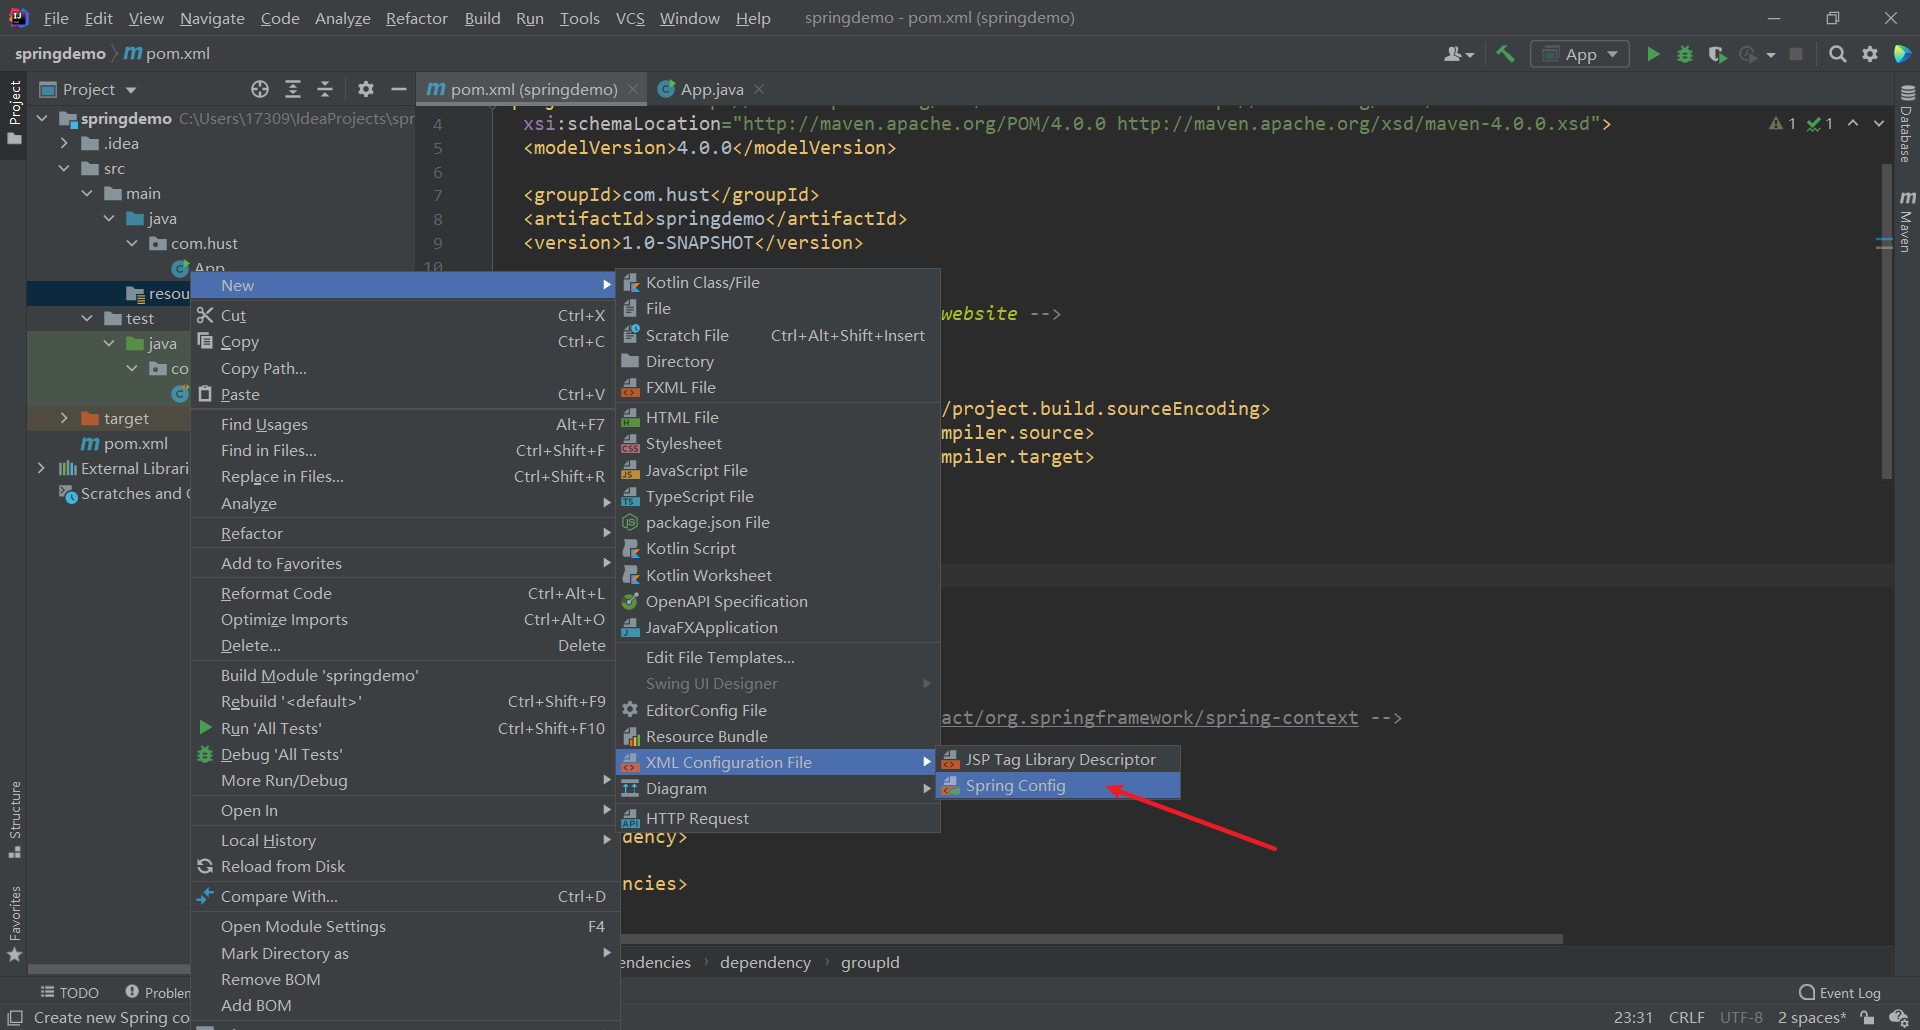 File Edit View Navigate Code Analyze Refactor Build Run Tools VCS Window Help springdemo - pom.xml (springdemo)
springdemo pom.xml
App
Project
pom.xml (springdemo)
App.java
Project
springdemo C:\Users\17309\IdeaProjects\spr
.idea
src
main
java
com.hust
App
resou
test
java
co
target
pom.xml
External Librari
Scratches and C
4 xsi:schemaLocation="http://maven.apache.org/POM/4.0.0 http://maven.apache.org/xsd/maven-4.0.0.xsd">
5 <modelVersion>4.0.0</modelVersion>
6
7 <groupId>com.hust</groupId>
8 <artifactId>springdemo</artifactId>
9 <version>1.0-SNAPSHOT</version>
10
website -->
/project.build.sourceEncoding>
mpiler.source>
mpiler.target>
act/org.springframework/spring-context -->
dency>
ncies>
1 1
Database
Maven
New
Cut Ctrl+X
Copy Ctrl+C
Copy Path...
Paste Ctrl+V
Find Usages Alt+F7
Find in Files... Ctrl+Shift+F
Replace in Files... Ctrl+Shift+R
Analyze
Refactor
Add to Favorites
Reformat Code Ctrl+Alt+L
Optimize Imports Ctrl+Alt+O
Delete... Delete
Build Module 'springdemo'
Rebuild '<default>' Ctrl+Shift+F9
Run 'All Tests' Ctrl+Shift+F10
Debug 'All Tests'
More Run/Debug
Open In
Local History
Reload from Disk
Compare With... Ctrl+D
Open Module Settings F4
Mark Directory as
Remove BOM
Add BOM
Kotlin Class/File
File
Scratch File Ctrl+Alt+Shift+Insert
Directory
FXML File
HTML File
Stylesheet
JavaScript File
TypeScript File
package.json File
Kotlin Script
Kotlin Worksheet
OpenAPI Specification
JavaFXApplication
Edit File Templates...
Swing UI Designer
EditorConfig File
Resource Bundle
XML Configuration File
Diagram
HTTP Request
JSP Tag Library Descriptor
Spring Config
Structure
Favorites
endencies dependency groupId
TODO Problem
Event Log
Create new Spring co
23:31 CRLF UTF-8 2 spaces*